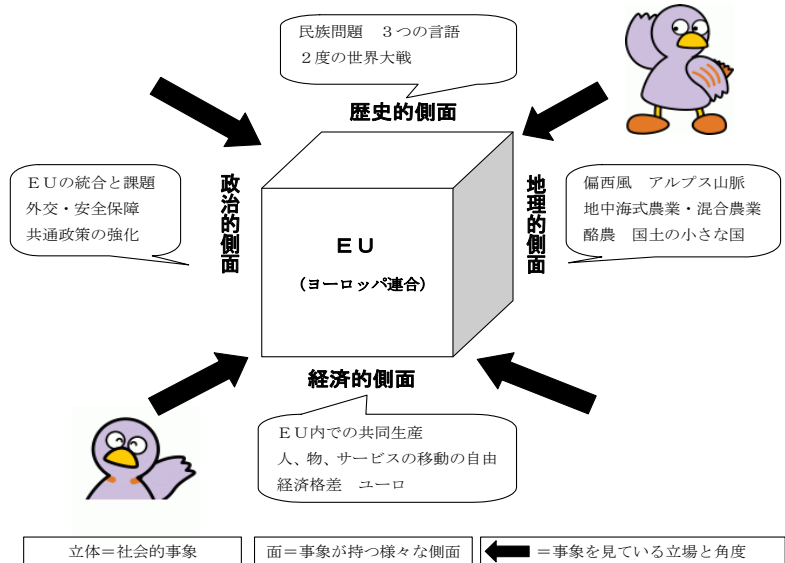 民族問題　３つの言語
２度の世界大戦
歴史的側面
ＥＵの統合と課題
外交・安全保障
共通政策の強化
政治的側面
ＥＵ
（ヨーロッパ連合）
地理的側面
偏西風　アルプス山脈
地中海式農業・混合農業
酪農　国土の小さな国
経済的側面
ＥＵ内での共同生産
人、物、サービスの移動の自由
経済格差　ユーロ
立体＝社会的事象
面＝事象が持つ様々な側面
＝事象を見ている立場と角度